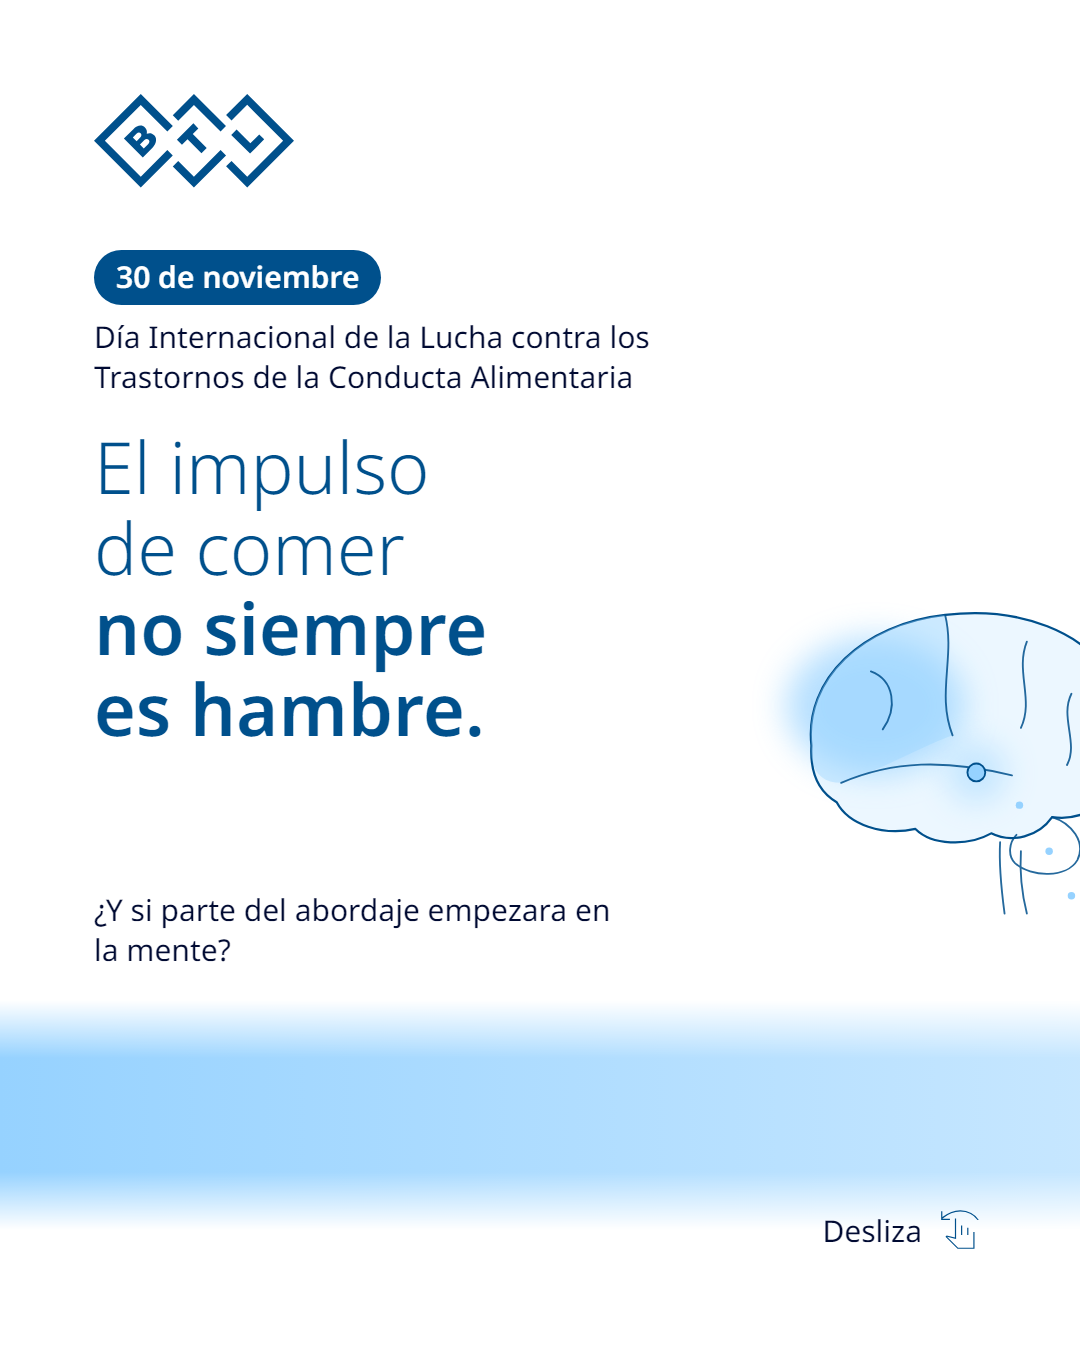 BTL
30 de noviembre
Día Internacional de la Lucha contra los
Trastornos de la Conducta Alimentaria
El impulso
de comer
no siempre
es hambre.
¿Y si parte del abordaje empezara en
la mente?
Desliza